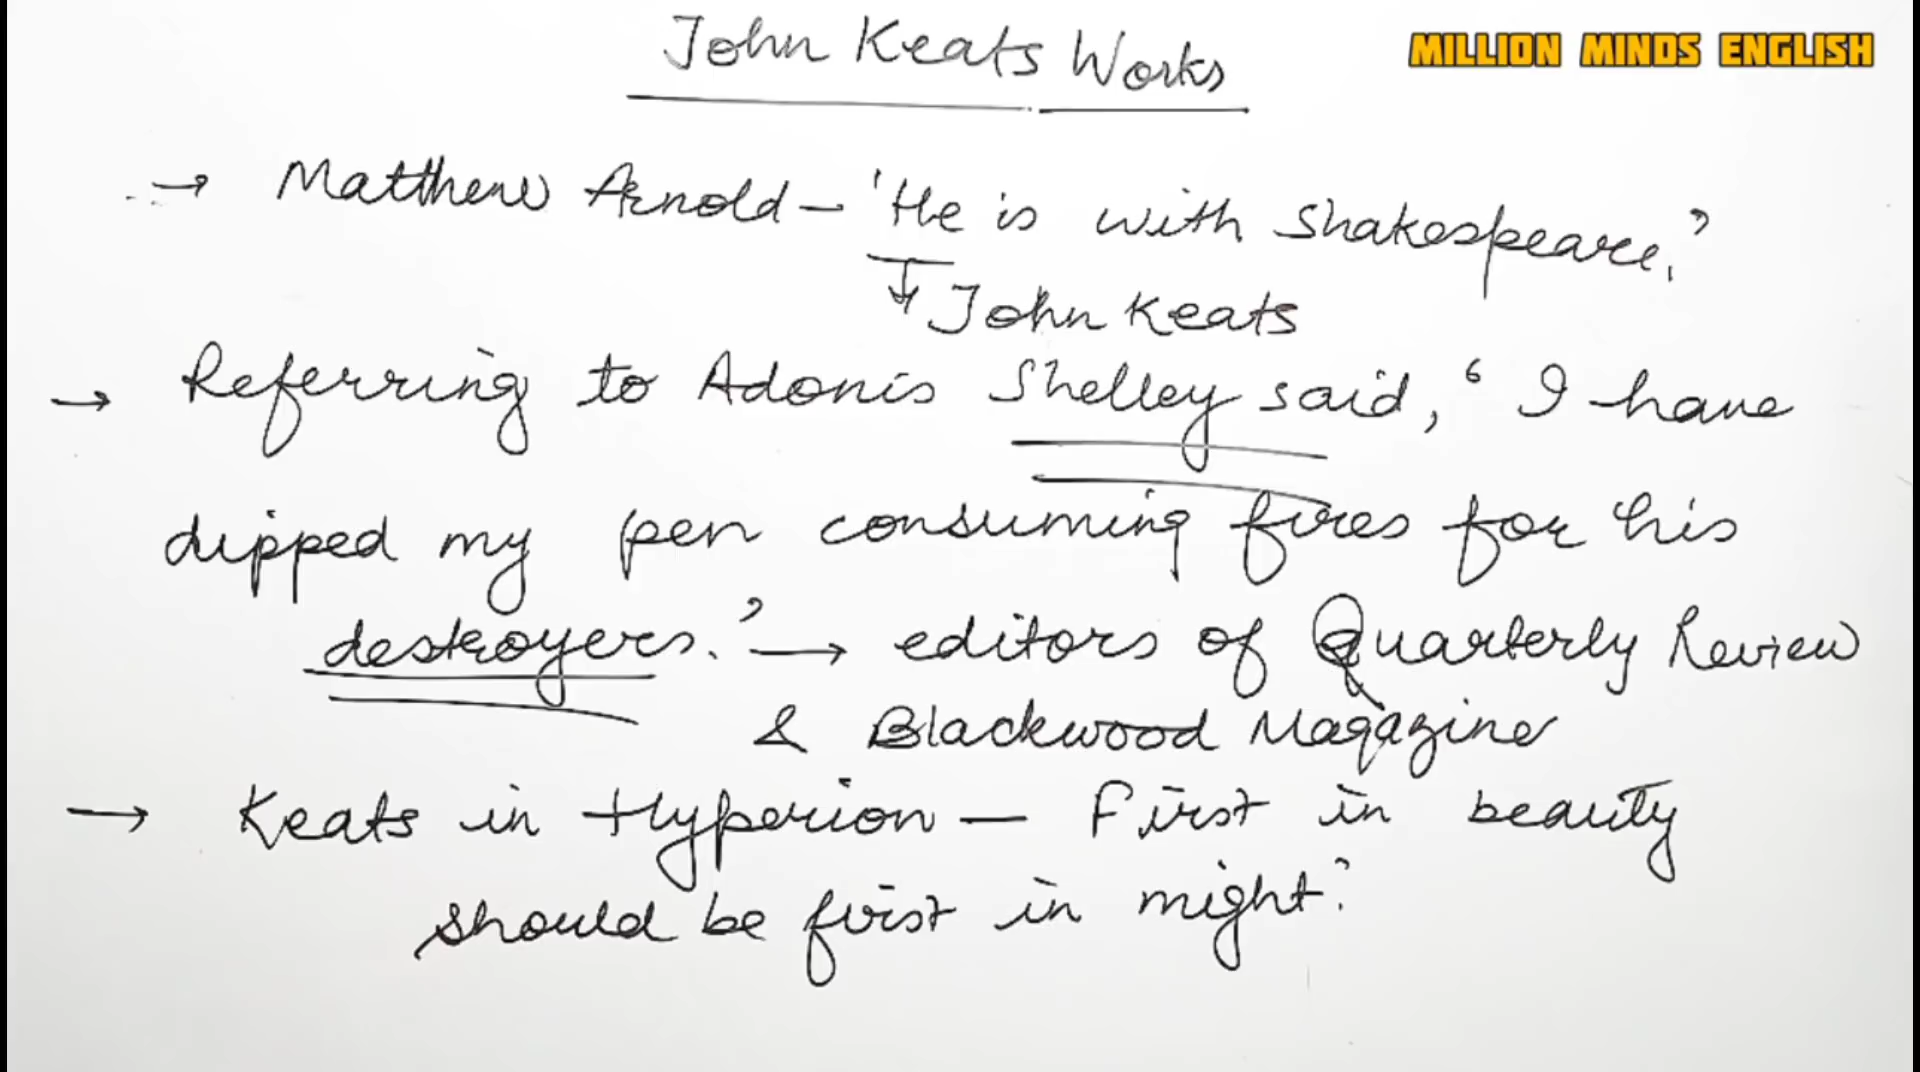 John Keats Works
MILLION MINDS ENGLISH
→ Matthew Arnold – 'He is with Shakespeare.'
John Keats
→ Referring to Adonis Shelley said, ' I have
dipped my pen consuming fires for his
destroyers.' → editors of Quarterly Review
& Blackwood Magazine
→ Keats in Hyperion – First in beauty
should be first in might.'